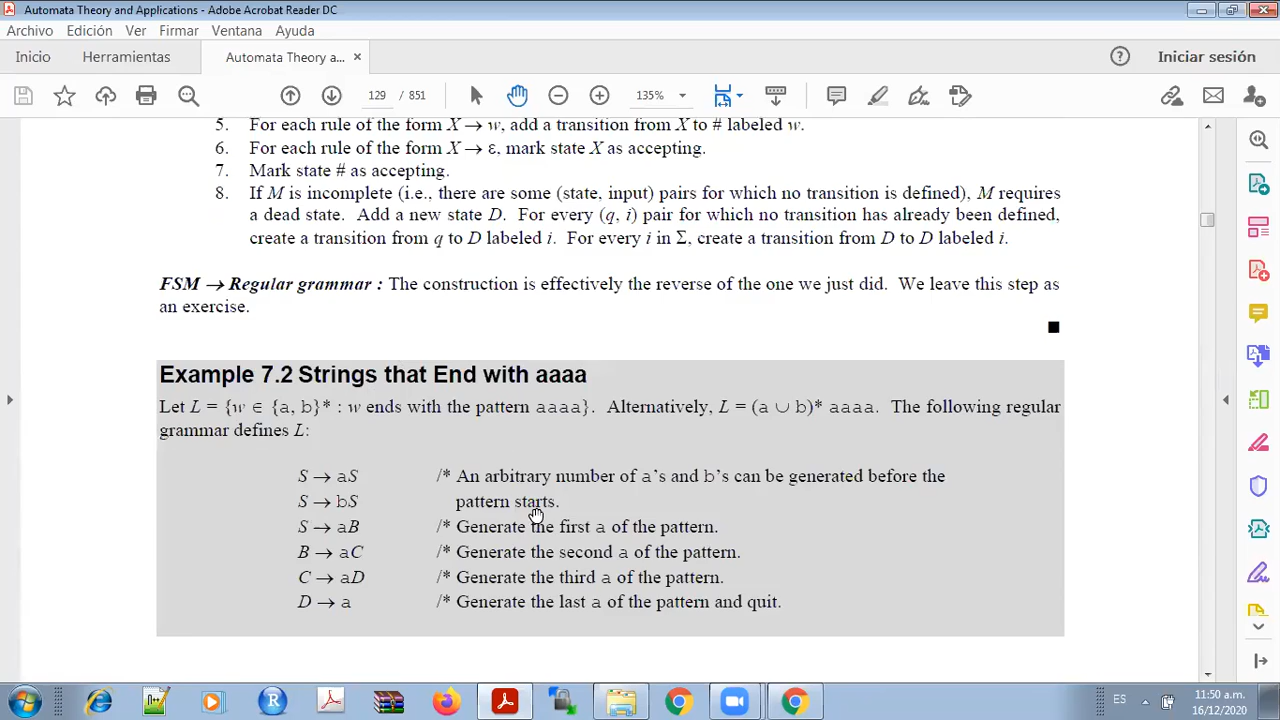 Automata Theory and Applications - Adobe Acrobat Reader DC
Archivo Edición Ver Firmar Ventana Ayuda
Inicio Herramientas Automata Theory a... × Iniciar sesión
129 / 851 135%
5. For each rule of the form X → w, add a transition from X to # labeled w.
6. For each rule of the form X → ε, mark state X as accepting.
7. Mark state # as accepting.
8. If M is incomplete (i.e., there are some (state, input) pairs for which no transition is defined), M requires
a dead state. Add a new state D. For every (q, i) pair for which no transition has already been defined,
create a transition from q to D labeled i. For every i in Σ, create a transition from D to D labeled i.
FSM → Regular grammar : The construction is effectively the reverse of the one we just did. We leave this step as
an exercise.
■
Example 7.2 Strings that End with aaaa
Let L = {w ∈ {a, b}* : w ends with the pattern aaaa}. Alternatively, L = (a ∪ b)* aaaa. The following regular
grammar defines L:
S → aS /* An arbitrary number of a's and b's can be generated before the
S → bS pattern starts.
S → aB /* Generate the first a of the pattern.
B → aC /* Generate the second a of the pattern.
C → aD /* Generate the third a of the pattern.
D → a /* Generate the last a of the pattern and quit.
ES 11:50 a.m.
16/12/2020